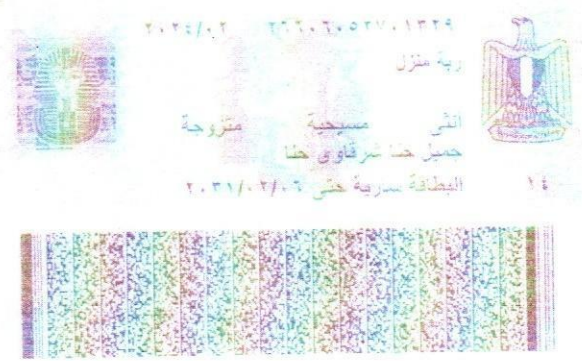 ٢٠٢٤/٠٢ ٢٦٦٠٦٠٥٢٧٠١٣٢٩
ربة منزل
انثى مسيحية متزوجة
جميل حنا شرقاوى حنا
البطاقة سارية حتى ٢٠٣١/٠٢/٠٦
١٤